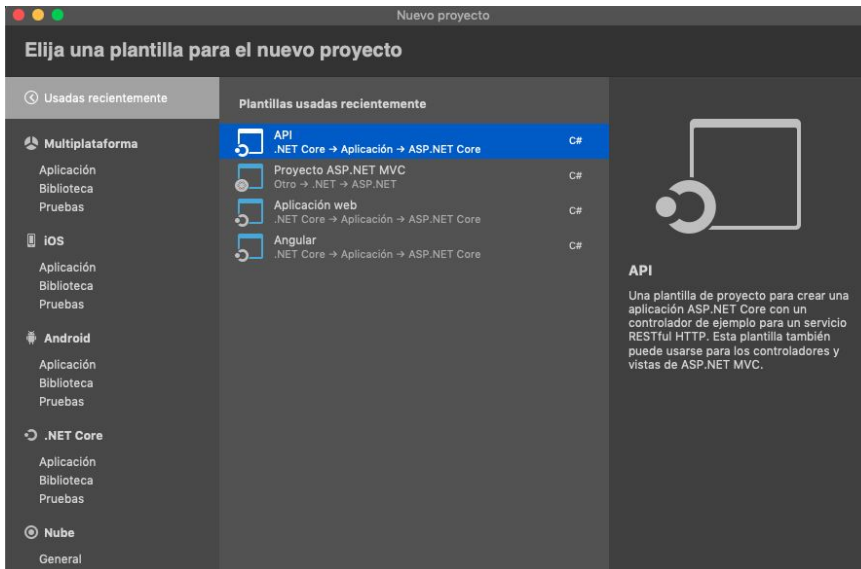 Nuevo proyecto
Elija una plantilla para el nuevo proyecto
Usadas recientemente
Multiplataforma
Aplicación
Biblioteca
Pruebas
iOS
Aplicación
Biblioteca
Pruebas
Android
Aplicación
Biblioteca
Pruebas
.NET Core
Aplicación
Biblioteca
Pruebas
Nube
General
Plantillas usadas recientemente
API C#
.NET Core → Aplicación → ASP.NET Core
Proyecto ASP.NET MVC C#
Otro → .NET → ASP.NET
Aplicación web C#
.NET Core → Aplicación → ASP.NET Core
Angular C#
.NET Core → Aplicación → ASP.NET Core
API
Una plantilla de proyecto para crear una
aplicación ASP.NET Core con un
controlador de ejemplo para un servicio
RESTful HTTP. Esta plantilla también
puede usarse para los controladores y
vistas de ASP.NET MVC.